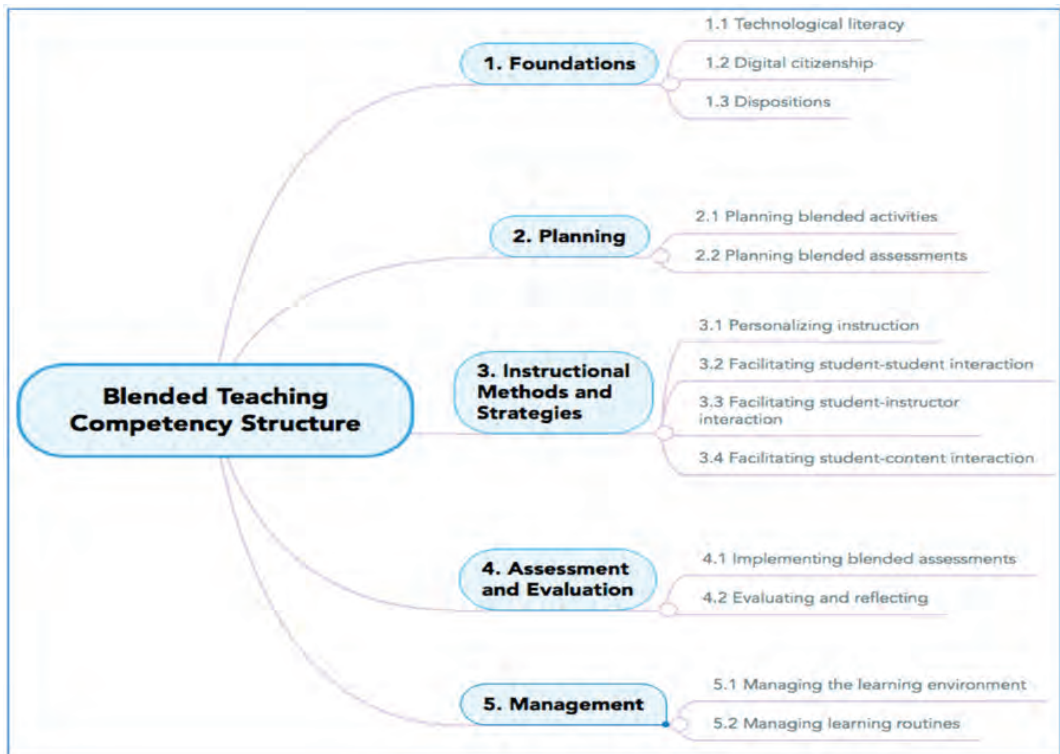 Blended Teaching
Competency Structure
1. Foundations
1.1 Technological literacy
1.2 Digital citizenship
1.3 Dispositions
2. Planning
2.1 Planning blended activities
2.2 Planning blended assessments
3. Instructional
Methods and
Strategies
3.1 Personalizing instruction
3.2 Facilitating student-student interaction
3.3 Facilitating student-instructor
interaction
3.4 Facilitating student-content interaction
4. Assessment
and Evaluation
4.1 Implementing blended assessments
4.2 Evaluating and reflecting
5. Management
5.1 Managing the learning environment
5.2 Managing learning routines